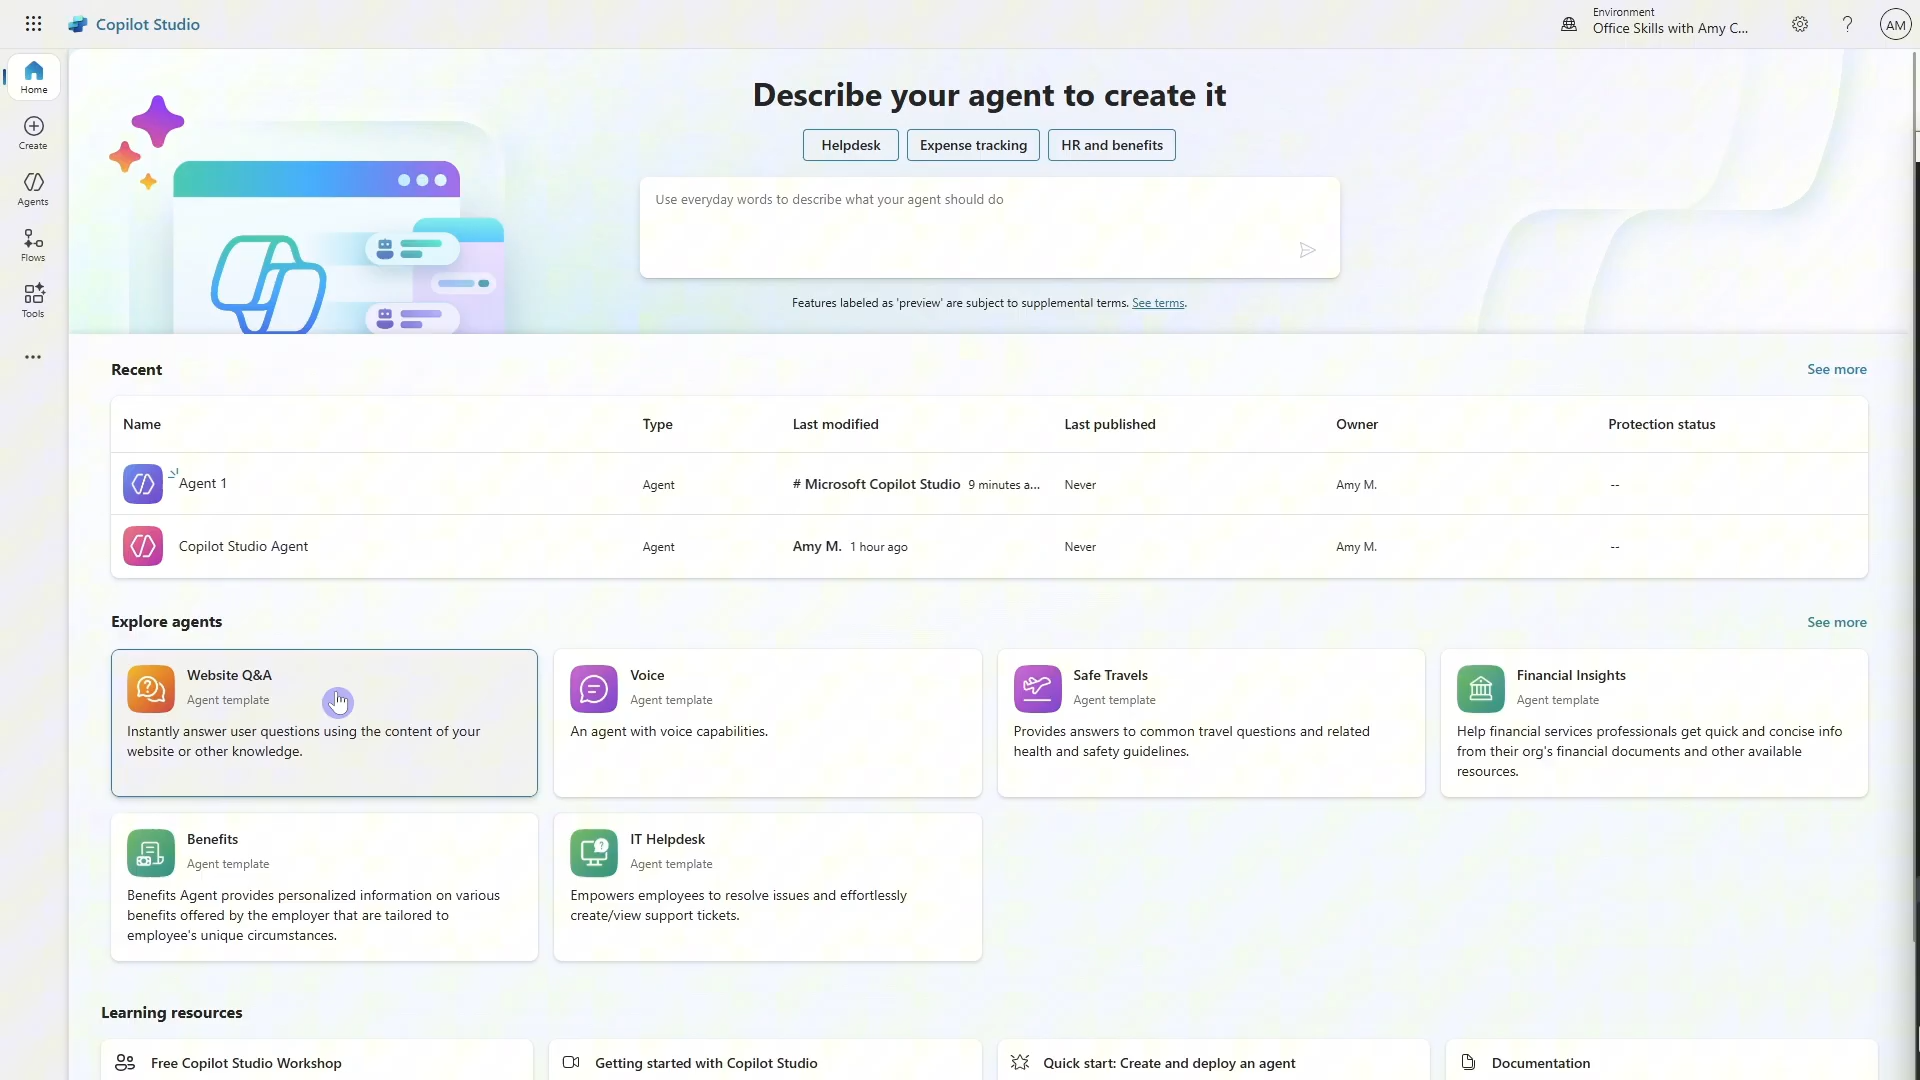 Copilot Studio
Environment
Office Skills with Amy C...
?
AM
Home
Create
Agents
Flows
Tools
Describe your agent to create it
Helpdesk
Expense tracking
HR and benefits
Use everyday words to describe what your agent should do
Features labeled as 'preview' are subject to supplemental terms. See terms.
Recent
See more
Name Type Last modified Last published Owner Protection status
Agent 1 Agent # Microsoft Copilot Studio 9 minutes a... Never Amy M. --
Copilot Studio Agent Agent Amy M. 1 hour ago Never Amy M. --
Explore agents
See more
Website Q&A
Agent template
Instantly answer user questions using the content of your
website or other knowledge.
Voice
Agent template
An agent with voice capabilities.
Safe Travels
Agent template
Provides answers to common travel questions and related
health and safety guidelines.
Financial Insights
Agent template
Help financial services professionals get quick and concise info
from their org's financial documents and other available
resources.
Benefits
Agent template
Benefits Agent provides personalized information on various
benefits offered by the employer that are tailored to
employee's unique circumstances.
IT Helpdesk
Agent template
Empowers employees to resolve issues and effortlessly
create/view support tickets.
Learning resources
Free Copilot Studio Workshop
Getting started with Copilot Studio
Quick start: Create and deploy an agent
Documentation